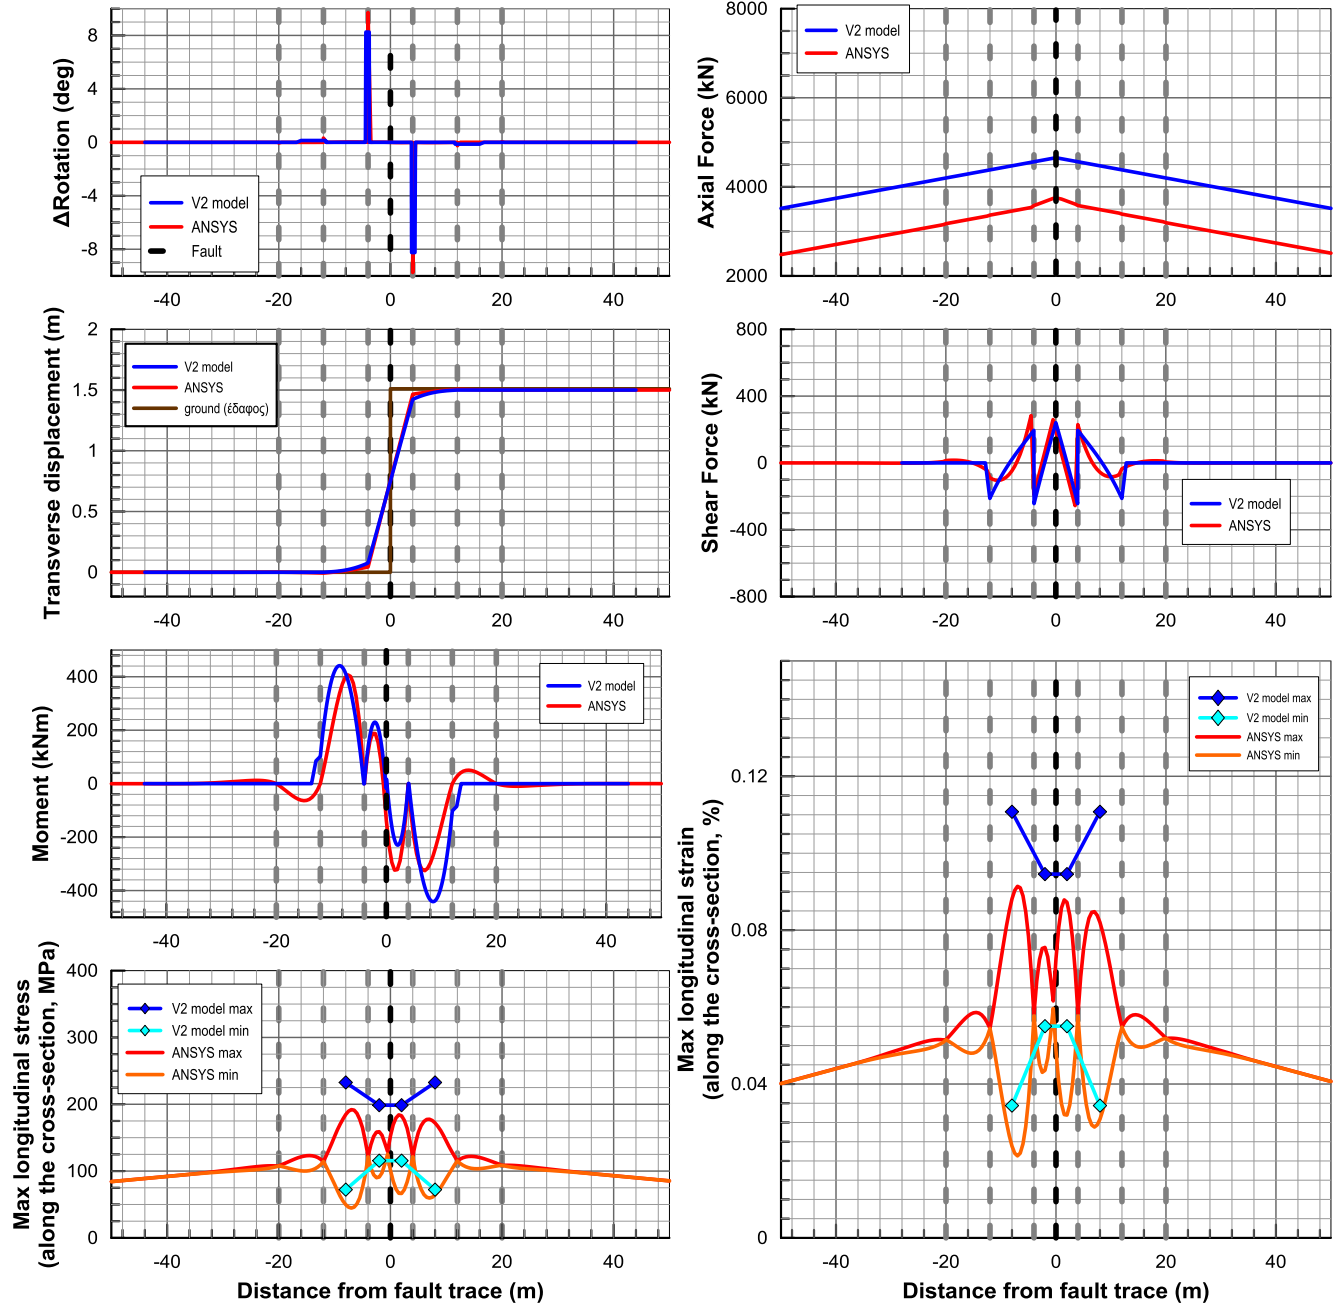 ΔRotation (deg)
8
4
0
-4
-8
V2 model
ANSYS
Fault
-40
-20
0
20
40
Axial Force (kN)
8000
6000
4000
2000
V2 model
ANSYS
-40
-20
0
20
40
Transverse displacement (m)
2
1.5
1
0.5
0
V2 model
ANSYS
ground (έδαφος)
-40
-20
0
20
40
Shear Force (kN)
800
400
0
-400
-800
V2 model
ANSYS
-40
-20
0
20
40
Moment (kNm)
400
200
0
-200
-400
V2 model
ANSYS
-40
-20
0
20
40
Max longitudinal stress
(along the cross-section, MPa)
400
300
200
100
0
V2 model max
V2 model min
ANSYS max
ANSYS min
-40
-20
0
20
40
Distance from fault trace (m)
Max longitudinal strain
(along the cross-section, %)
0.12
0.08
0.04
0
V2 model max
V2 model min
ANSYS max
ANSYS min
-40
-20
0
20
40
Distance from fault trace (m)